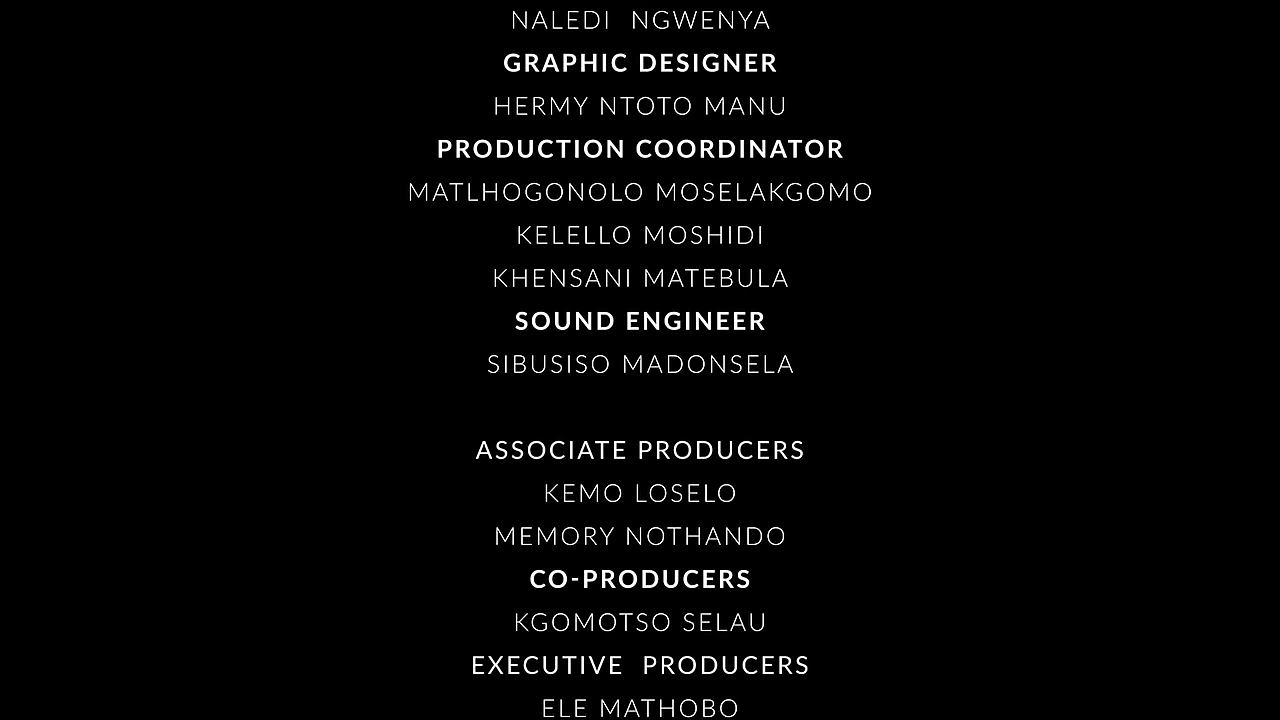 NALEDI NGWENYA
GRAPHIC DESIGNER
HERMY NTOTO MANU
PRODUCTION COORDINATOR
MATLHOGONOLO MOSELAKGOMO
KELELLO MOSHIDI
KHENSANI MATEBULA
SOUND ENGINEER
SIBUSISO MADONSELA
ASSOCIATE PRODUCERS
KEMO LOSELO
MEMORY NOTHANDO
CO-PRODUCERS
KGOMOTSO SELAU
EXECUTIVE PRODUCERS
ELE MATHOBO